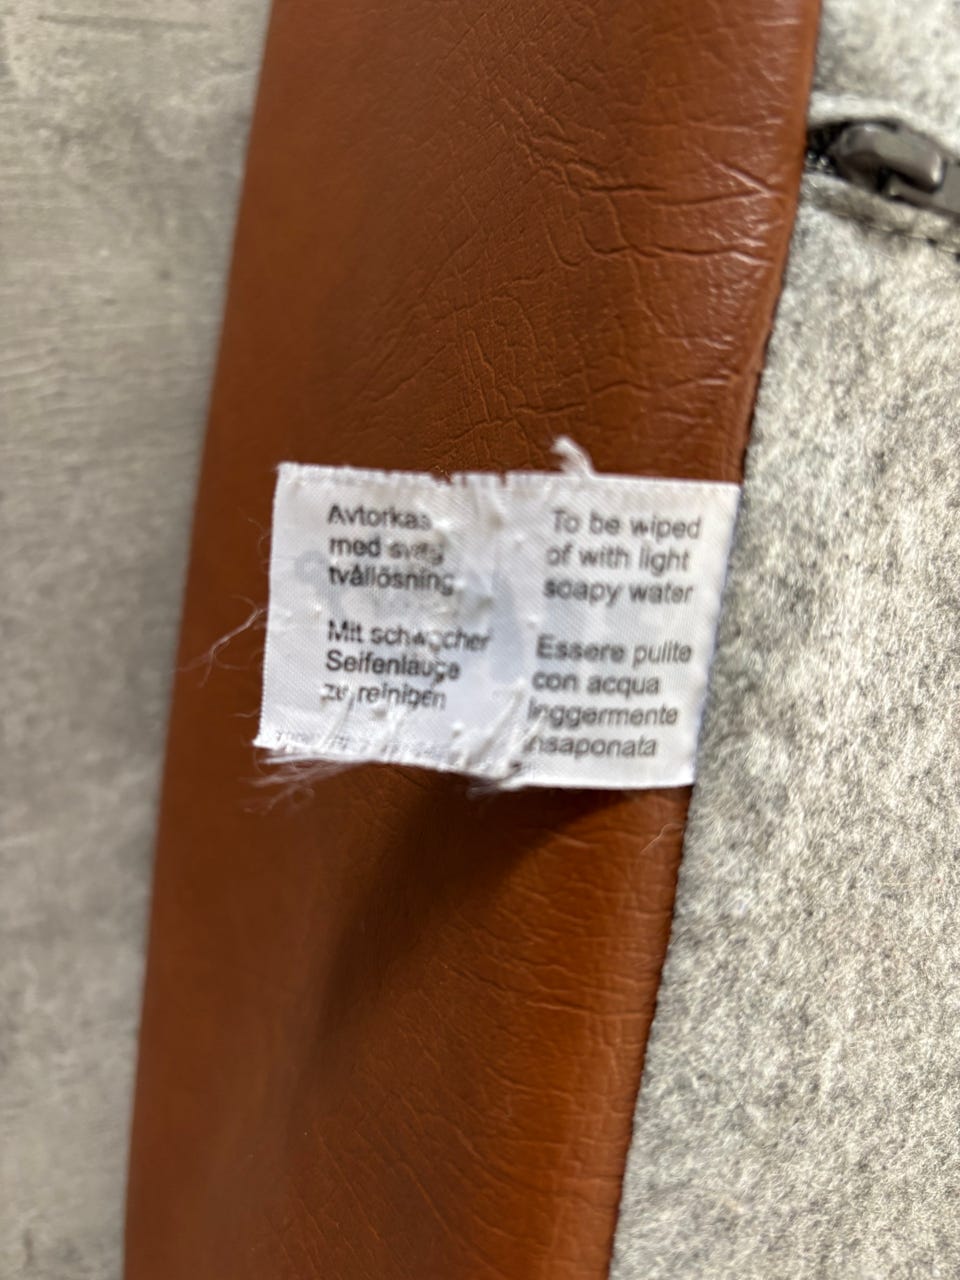 Avtorkas
med svag
tvållösning
Mit schwacher
Seifenlauge
zu reinigen
To be wiped
of with light
soapy water
Essere pulite
con acqua
leggermente
insaponata